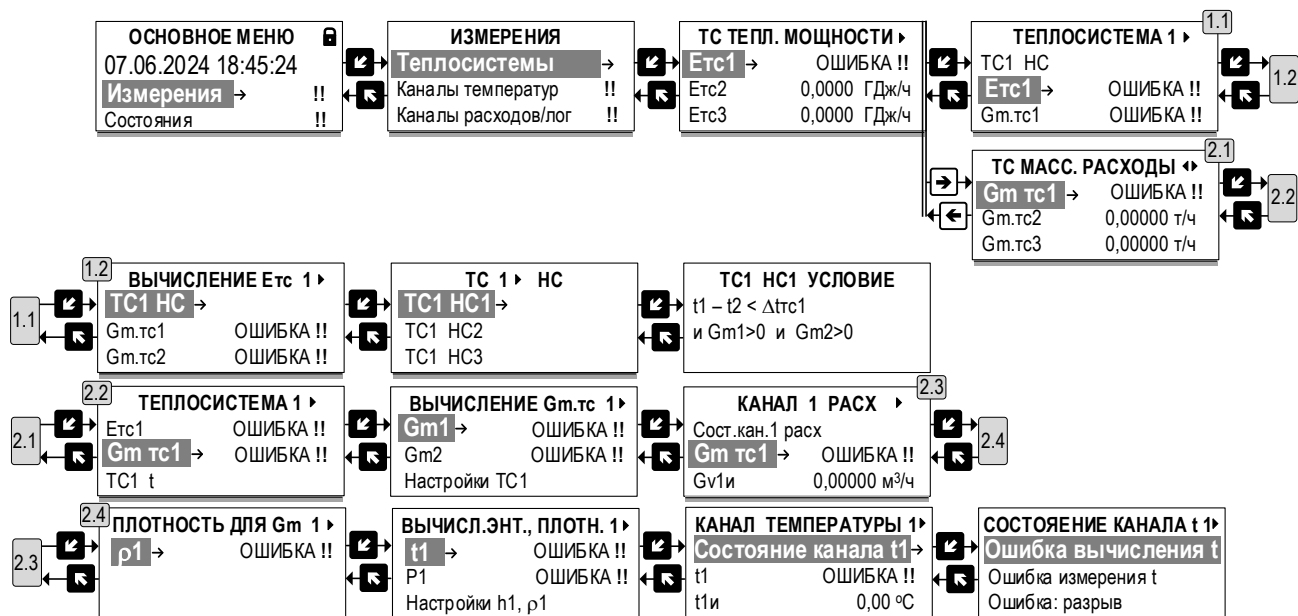 ОСНОВНОЕ МЕНЮ
07.06.2024 18:45:24
Измерения → !!
Состояния !!
ИЗМЕРЕНИЯ
Теплосистемы →
Каналы температур !!
Каналы расходов/лог !!
ТС ТЕПЛ. МОЩНОСТИ
Етс1 → ОШИБКА !!
Етс2 0,0000 ГДж/ч
Етс3 0,0000 ГДж/ч
1.1
ТЕПЛОСИСТЕМА 1
ТС1 НС
Етс1 → ОШИБКА !!
Gm.тс1 ОШИБКА !!
1.2
2.1
ТС МАСС. РАСХОДЫ
Gm тс1 → ОШИБКА !!
Gm.тс2 0,00000 т/ч
Gm.тс3 0,00000 т/ч
2.2
1.1
1.2
ВЫЧИСЛЕНИЕ Етс 1
ТС1 НС →
Gm.тс1 ОШИБКА !!
Gm.тс2 ОШИБКА !!
ТС 1 НС
ТС1 НС1 →
ТС1 НС2
ТС1 НС3
ТС1 НС1 УСЛОВИЕ
t1 – t2 < Δtтс1
и Gm1>0 и Gm2>0
2.1
2.2
ТЕПЛОСИСТЕМА 1
Етс1 ОШИБКА !!
Gm тс1 → ОШИБКА !!
ТС1 t
ВЫЧИСЛЕНИЕ Gm.тс 1
Gm1 → ОШИБКА !!
Gm2 ОШИБКА !!
Настройки ТС1
2.3
КАНАЛ 1 РАСХ
Сост.кан.1 расх
Gm тс1 → ОШИБКА !!
Gv1и 0,00000 м³/ч
2.4
2.3
2.4
ПЛОТНОСТЬ ДЛЯ Gm 1
ρ1 → ОШИБКА !!
ВЫЧИСЛ.ЭНТ., ПЛОТН. 1
t1 → ОШИБКА !!
P1 ОШИБКА !!
Настройки h1, ρ1
КАНАЛ ТЕМПЕРАТУРЫ 1
Состояние канала t1 →
t1 ОШИБКА !!
t1и 0,00 ºС
СОСТОЯЕНИЕ КАНАЛА t 1
Ошибка вычисления t
Ошибка измерения t
Ошибка: разрыв